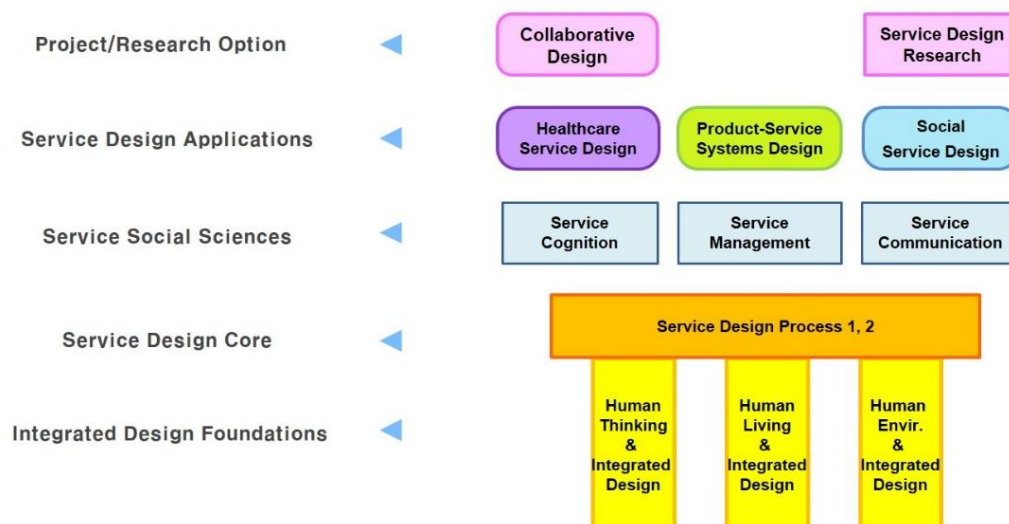 Project/Research Option
Collaborative
Design
Service Design
Research
Service Design Applications
Healthcare
Service Design
Product-Service
Systems Design
Social
Service Design
Service Social Sciences
Service
Cognition
Service
Management
Service
Communication
Service Design Core
Service Design Process 1, 2
Integrated Design Foundations
Human
Thinking
&
Integrated
Design
Human
Living
&
Integrated
Design
Human
Envir.
&
Integrated
Design